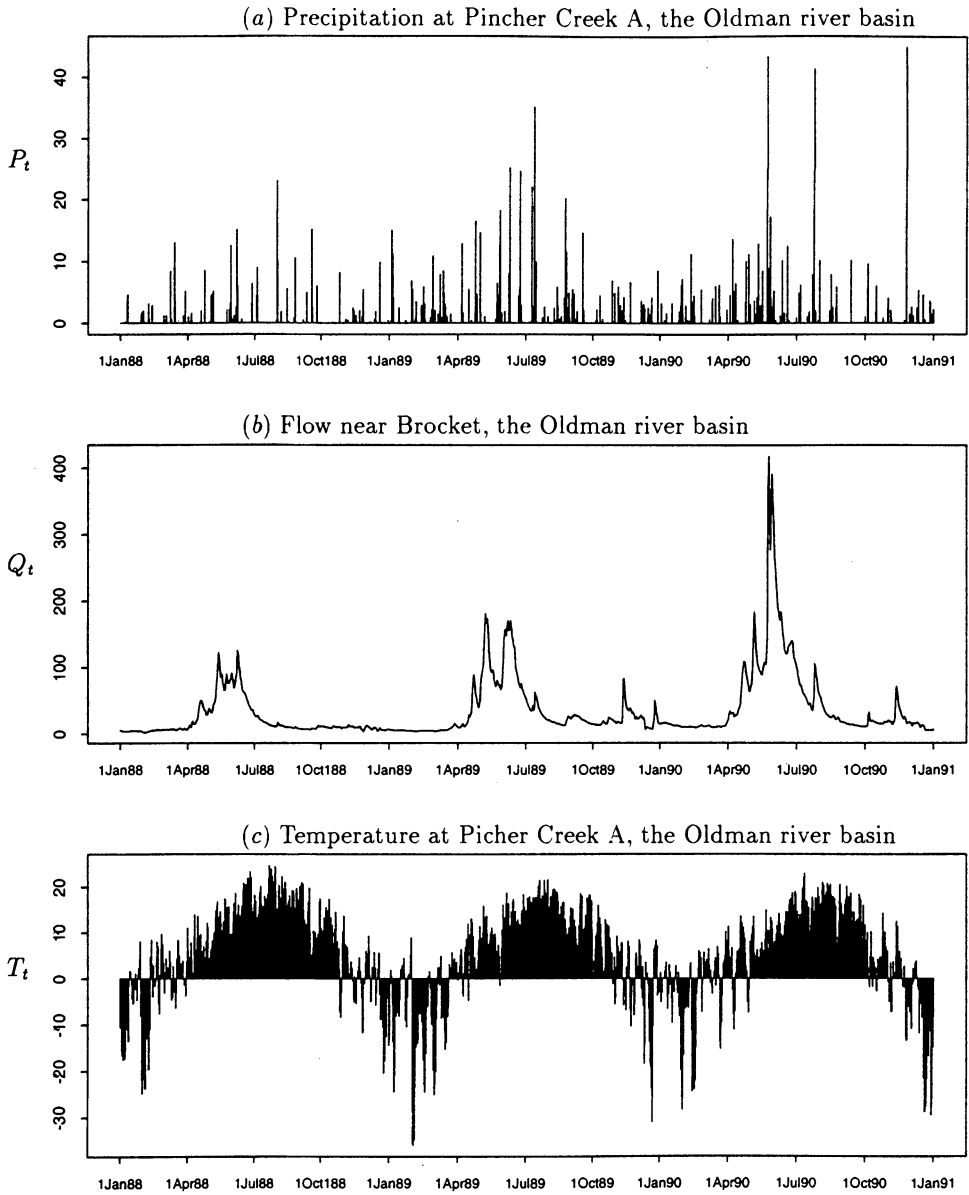 (a) Precipitation at Pincher Creek A, the Oldman river basin
40
30
20
10
0
Pt
1Jan88 1Apr88 1Jul88 1Oct188 1Jan89 1Apr89 1Jul89 1Oct89 1Jan90 1Apr90 1Jul90 1Oct90 1Jan91
(b) Flow near Brocket, the Oldman river basin
400
300
200
100
0
Qt
1Jan88 1Apr88 1Jul88 1Oct188 1Jan89 1Apr89 1Jul89 1Oct89 1Jan90 1Apr90 1Jul90 1Oct90 1Jan91
(c) Temperature at Picher Creek A, the Oldman river basin
20
10
0
-10
-20
-30
Tt
1Jan88 1Apr88 1Jul88 1Oct188 1Jan89 1Apr89 1Jul89 1Oct89 1Jan90 1Apr90 1Jul90 1Oct90 1Jan91